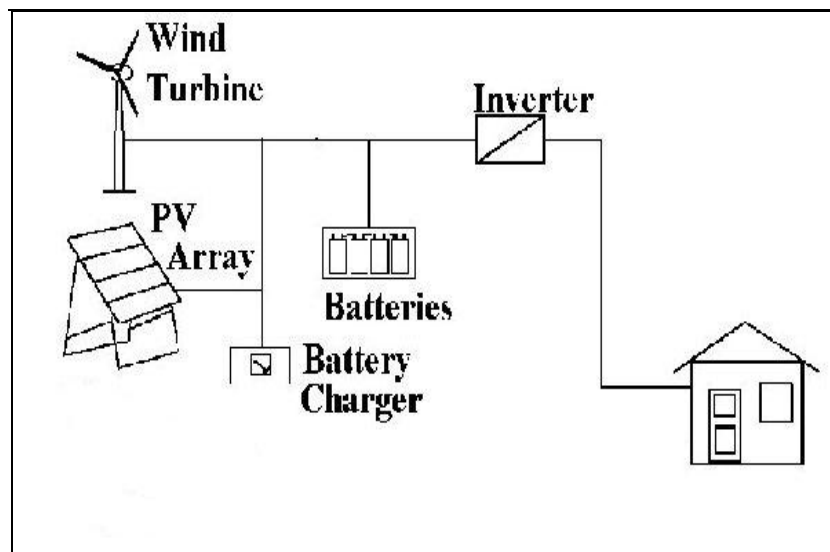 Wind
Turbine
Inverter
PV
Array
Batteries
Battery
Charger